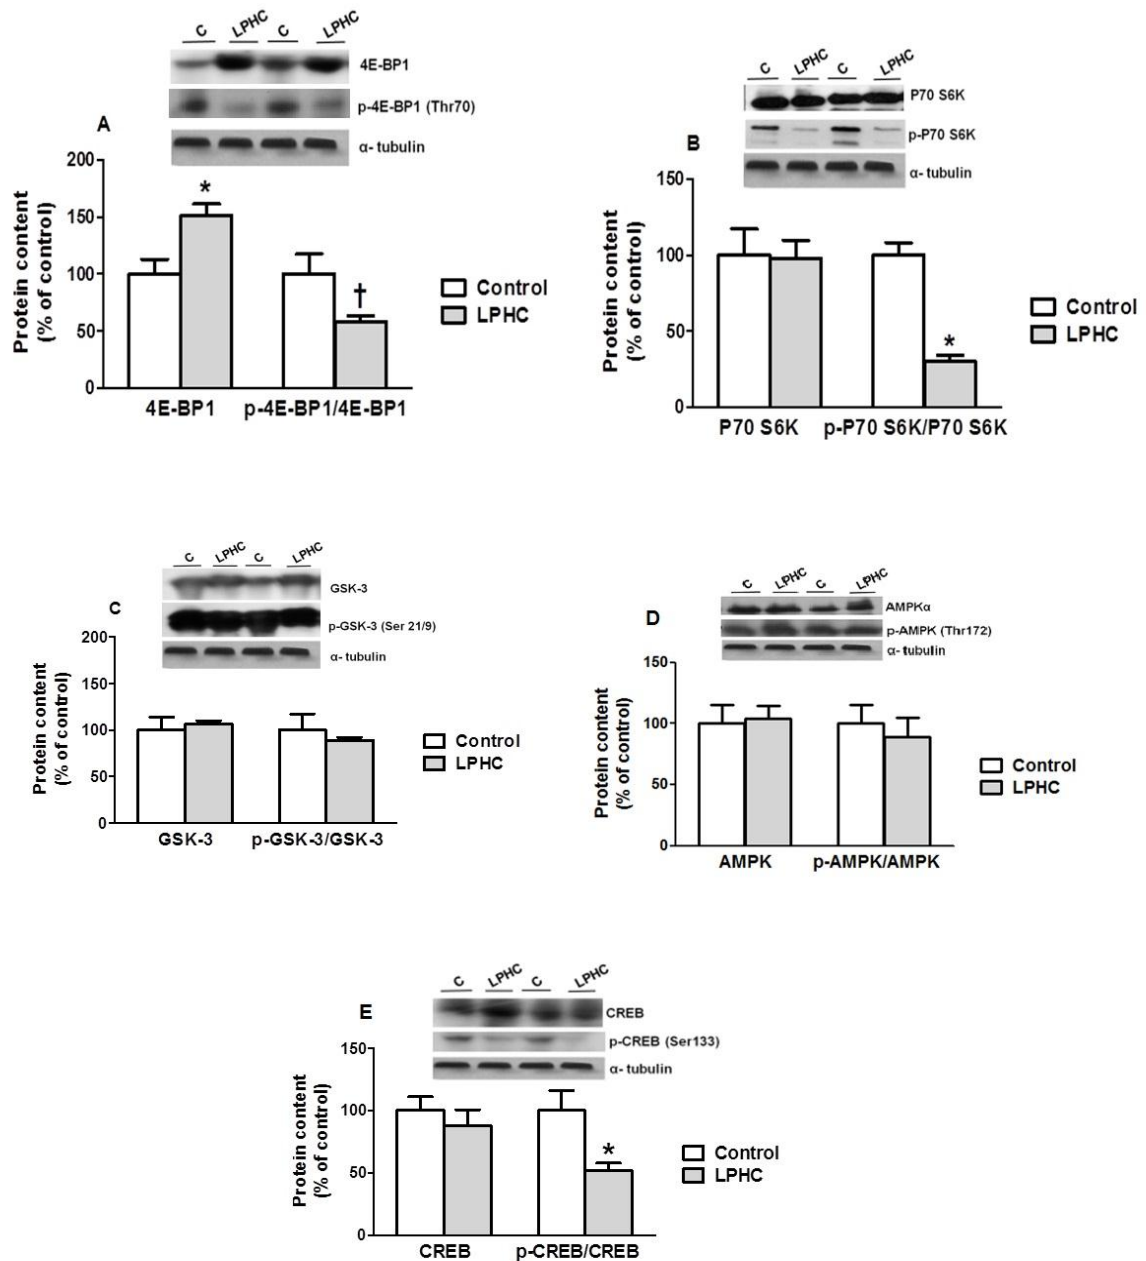 C LPHC C LPHC
4E-BP1
p-4E-BP1 (Thr70)
α- tubulin
A
Protein content
(% of control)
200
150
100
50
0
*
†
4E-BP1 p-4E-BP1/4E-BP1
Control
LPHC
C LPHC C LPHC
P70 S6K
p-P70 S6K
α- tubulin
B
Protein content
(% of control)
150
100
50
0
*
P70 S6K p-P70 S6K/P70 S6K
Control
LPHC
C LPHC C LPHC
GSK-3
p-GSK-3 (Ser 21/9)
α- tubulin
C
Protein content
(% of control)
200
150
100
50
0
GSK-3 p-GSK-3/GSK-3
Control
LPHC
C LPHC C LPHC
AMPKα
p-AMPK (Thr172)
α- tubulin
D
Protein content
(% of control)
150
100
50
0
AMPK p-AMPK/AMPK
Control
LPHC
C LPHC C LPHC
CREB
p-CREB (Ser133)
α- tubulin
E
Protein content
(% of control)
150
100
50
0
*
CREB p-CREB/CREB
Control
LPHC